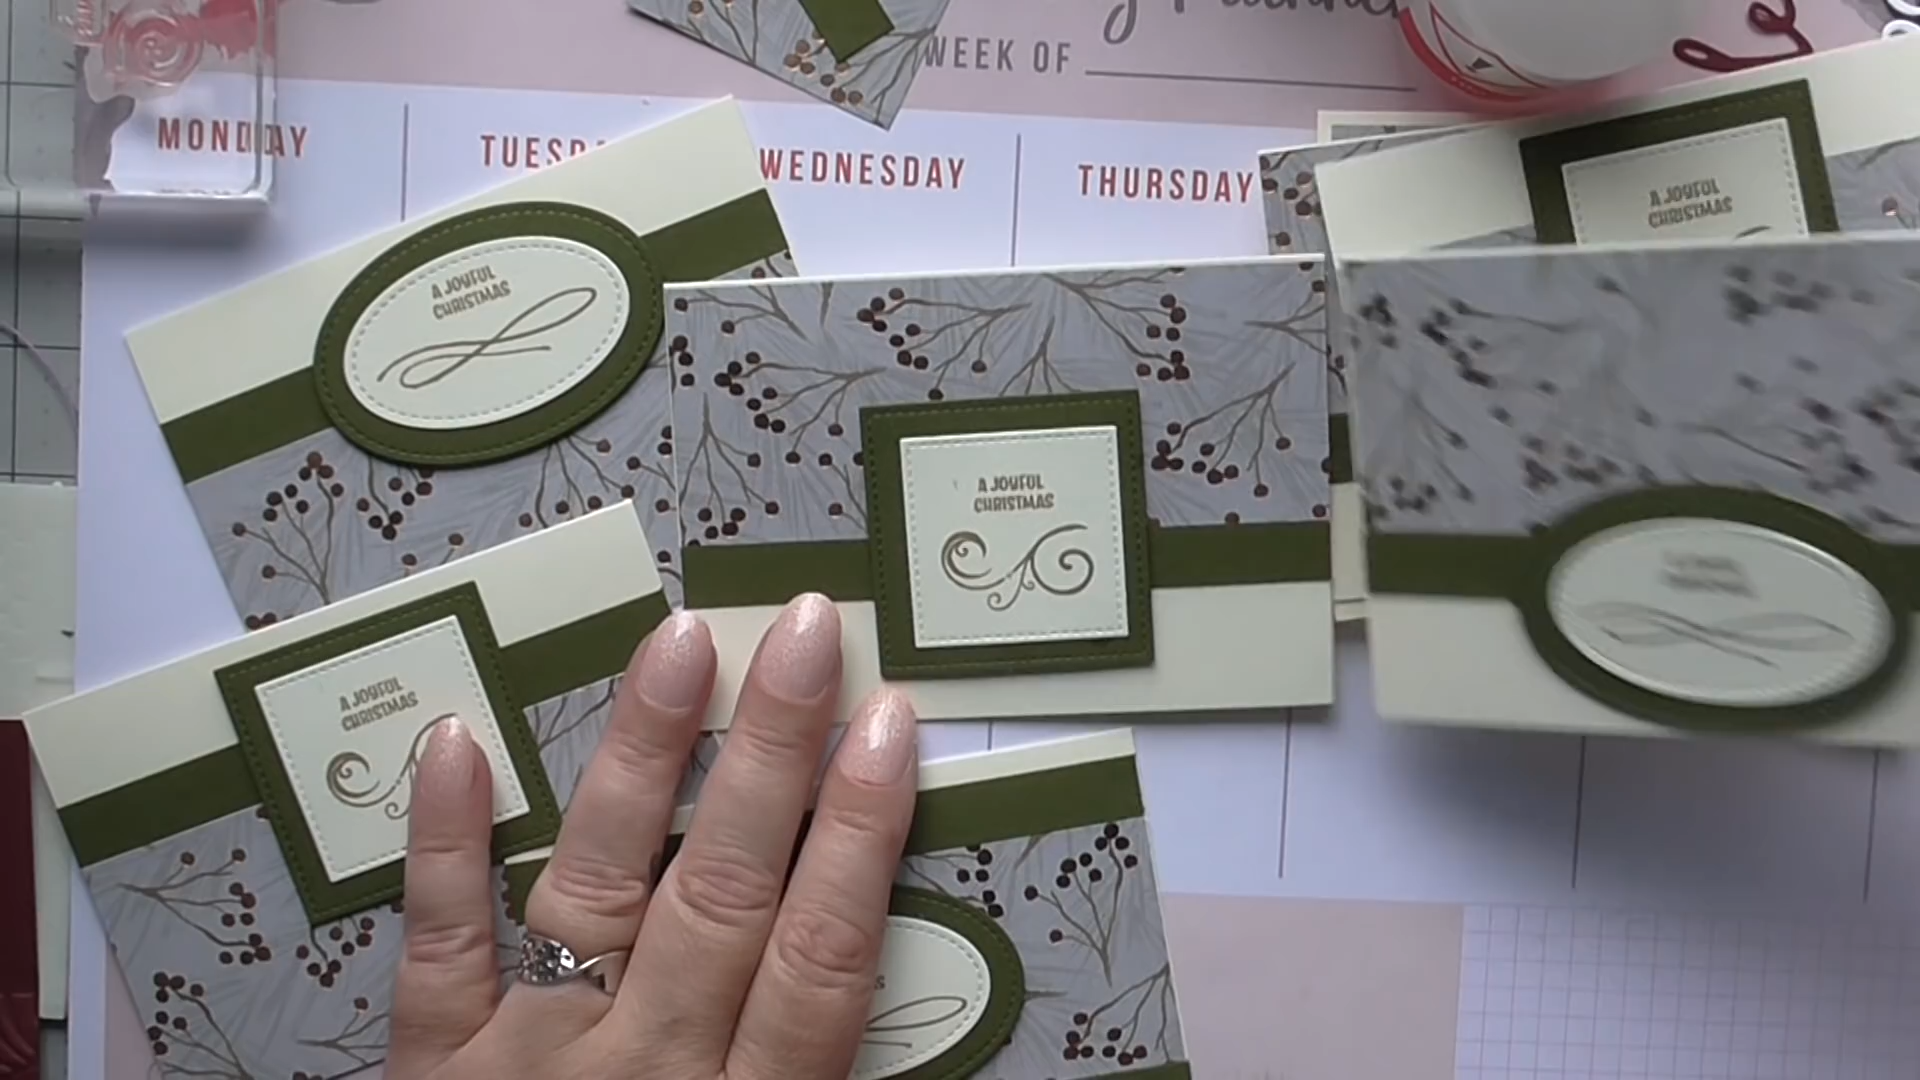 WEEK OF
MONDAY
TUESD
WEDNESDAY
THURSDAY
A JOYFUL
CHRISTMAS
A JOYFUL
CHRISTMAS
A JOYFUL
CHRISTMAS
A JOYFUL
CHRISTMAS